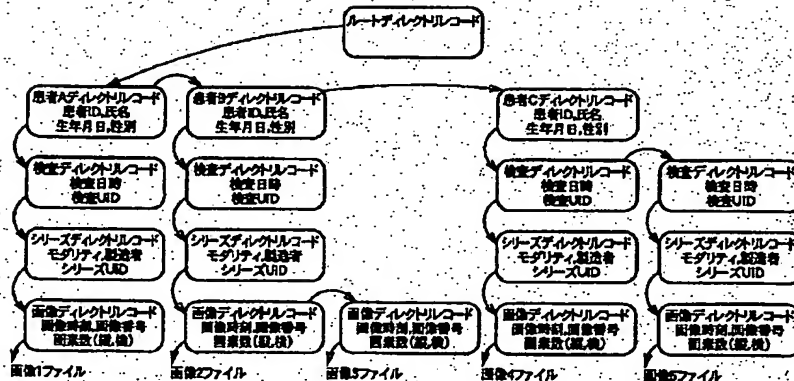 ルートディレクトリレコード
患者Aディレクトリレコード
患者ID,氏名
生年月日,性別
患者Bディレクトリレコード
患者ID,氏名
生年月日,性別
患者Cディレクトリレコード
患者ID,氏名
生年月日,性別
検査ディレクトリレコード
検査日時
検査UID
検査ディレクトリレコード
検査日時
検査UID
検査ディレクトリレコード
検査日時
検査UID
検査ディレクトリレコード
検査日時
検査UID
シリーズディレクトリレコード
モダリティ,製造者
シリーズUID
シリーズディレクトリレコード
モダリティ,製造者
シリーズUID
シリーズディレクトリレコード
モダリティ,製造者
シリーズUID
シリーズディレクトリレコード
モダリティ,製造者
シリーズUID
画像ディレクトリレコード
画像時刻,画像番号
画素数(縦,横)
画像ディレクトリレコード
画像時刻,画像番号
画素数(縦,横)
画像ディレクトリレコード
画像時刻,画像番号
画素数(縦,横)
画像ディレクトリレコード
画像時刻,画像番号
画素数(縦,横)
画像ディレクトリレコード
画像時刻,画像番号
画素数(縦,横)
画像1ファイル
画像2ファイル
画像3ファイル
画像4ファイル
画像5ファイル